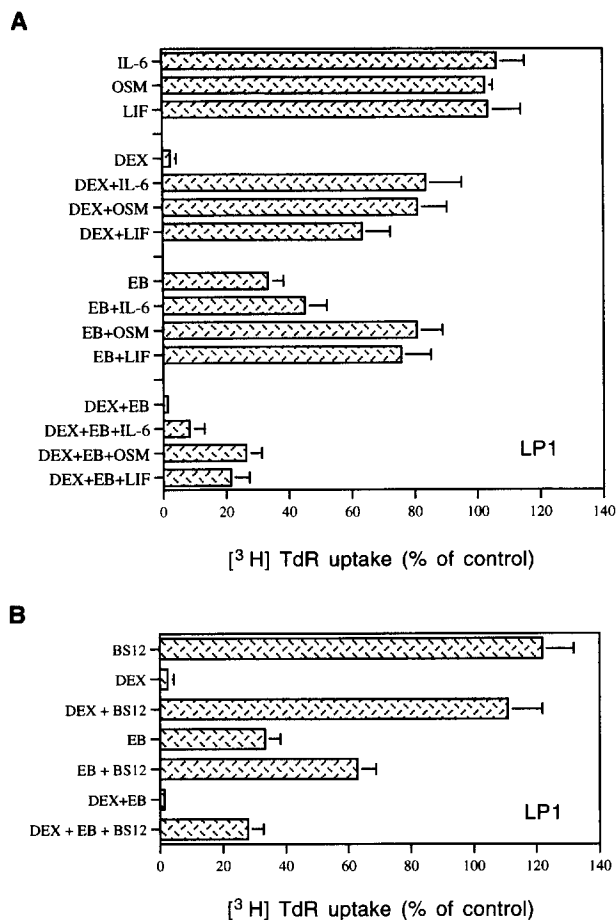 A
IL-6
OSM
LIF
DEX
DEX+IL-6
DEX+OSM
DEX+LIF
EB
EB+IL-6
EB+OSM
EB+LIF
DEX+EB
DEX+EB+IL-6
DEX+EB+OSM
DEX+EB+LIF
LP1
0 20 40 60 80 100 120 140
[³ H] TdR uptake (% of control)
B
BS12
DEX
DEX + BS12
EB
EB + BS12
DEX+EB
DEX + EB + BS12
LP1
0 20 40 60 80 100 120 140
[³ H] TdR uptake (% of control)